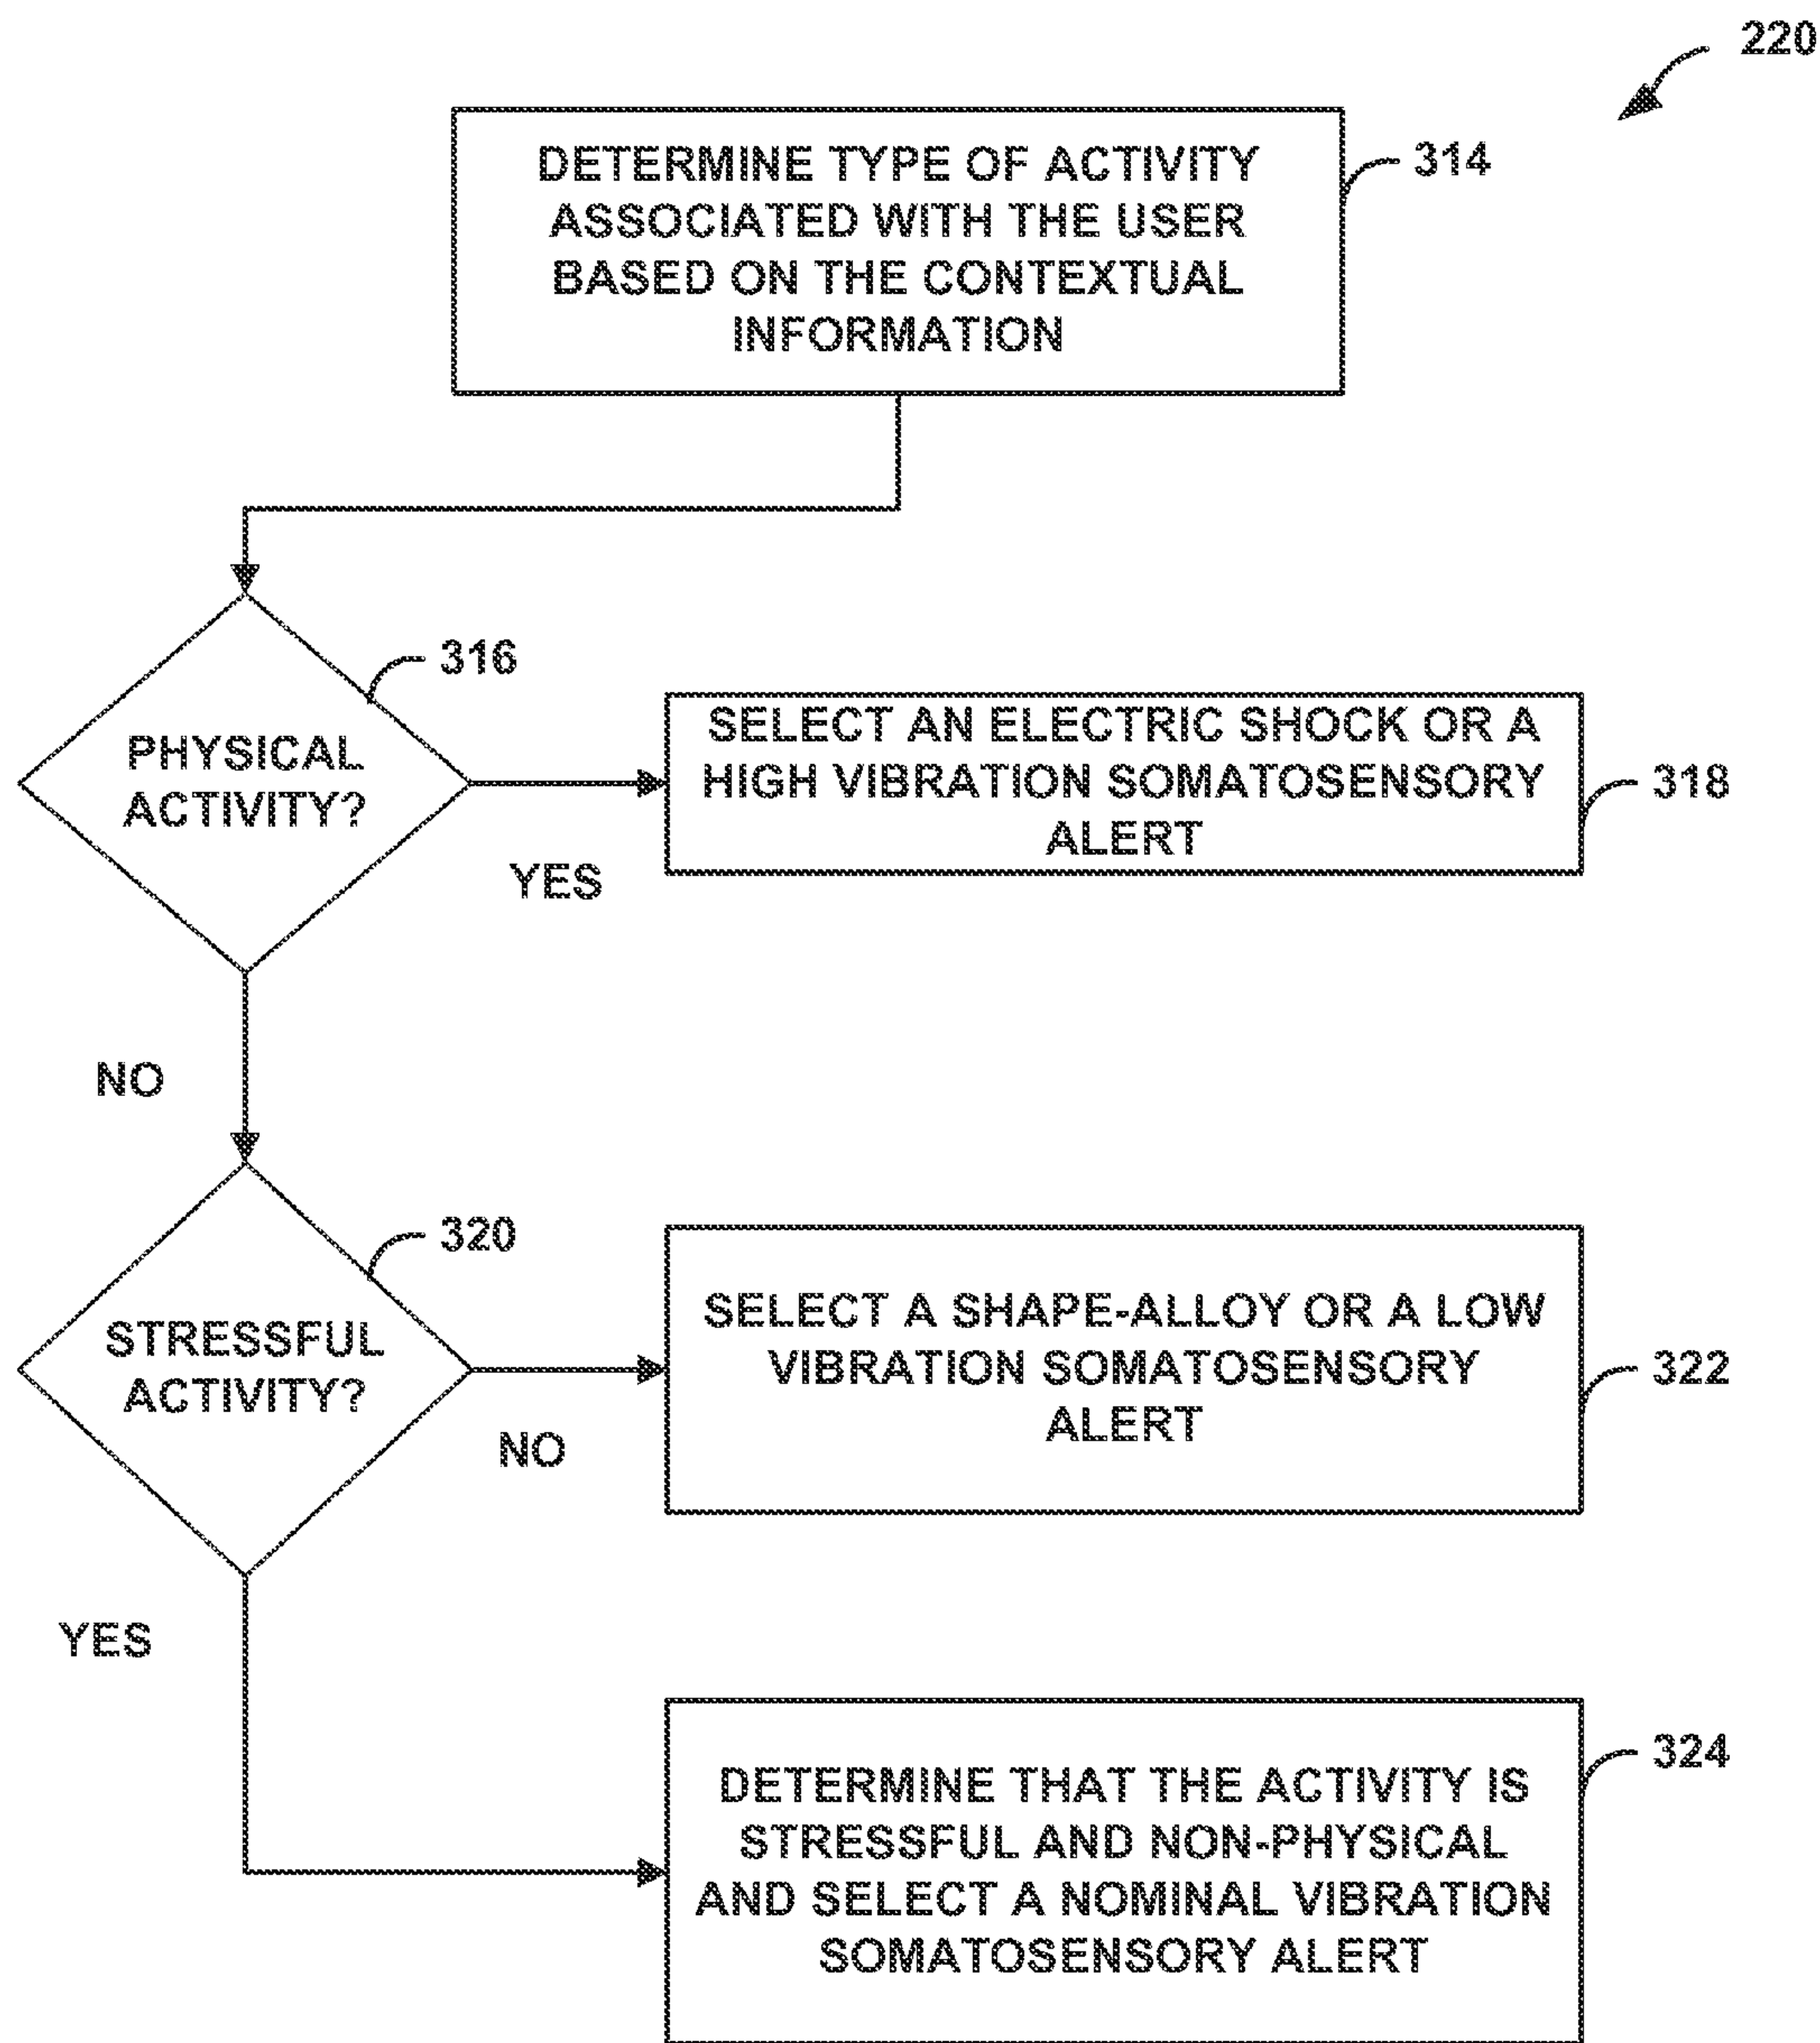 220
DETERMINE TYPE OF ACTIVITY
ASSOCIATED WITH THE USER
BASED ON THE CONTEXTUAL
INFORMATION
314
PHYSICAL
ACTIVITY?
316
YES
SELECT AN ELECTRIC SHOCK OR A
HIGH VIBRATION SOMATOSENSORY
ALERT
318
NO
STRESSFUL
ACTIVITY?
320
NO
SELECT A SHAPE-ALLOY OR A LOW
VIBRATION SOMATOSENSORY
ALERT
322
YES
DETERMINE THAT THE ACTIVITY IS
STRESSFUL AND NON-PHYSICAL
AND SELECT A NOMINAL VIBRATION
SOMATOSENSORY ALERT
324